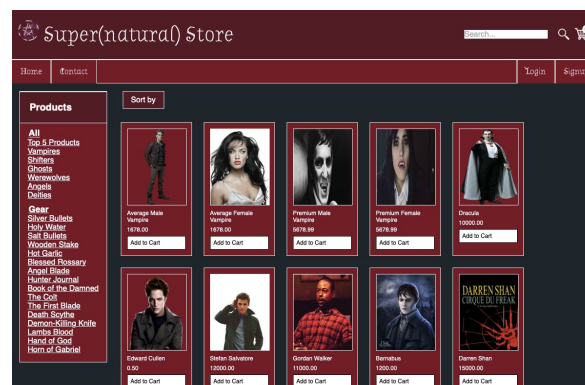 Super(natural) Store
Search...
Home
Contact
Login
Signu
Products
All
Top 5 Products
Vampires
Shifters
Ghosts
Werewolves
Angels
Deities
Gear
Silver Bullets
Holy Water
Salt Bullets
Wooden Stake
Hot Garlic
Blessed Rossary
Angel Blade
Hunter Journal
Book of the Damned
The Colt
The First Blade
Death Scythe
Demon-Killing Knife
Lambs Blood
Hand of God
Horn of Gabriel
Sort by
Average Male
Vampire
1678.00
Add to Cart
Average Female
Vampire
1678.00
Add to Cart
Premium Male
Vampire
5678.99
Add to Cart
Premium Female
Vampire
5678.99
Add to Cart
Dracula
10000.00
Add to Cart
Edward Cullen
0.50
Add to Cart
Stefan Salvatore
12000.00
Add to Cart
Gordan Walker
11000.00
Add to Cart
Barnabus
1200.00
Add to Cart
DARREN SHAN
CIRQUE DU FREAK
Darren Shan
15000.00
Add to Cart